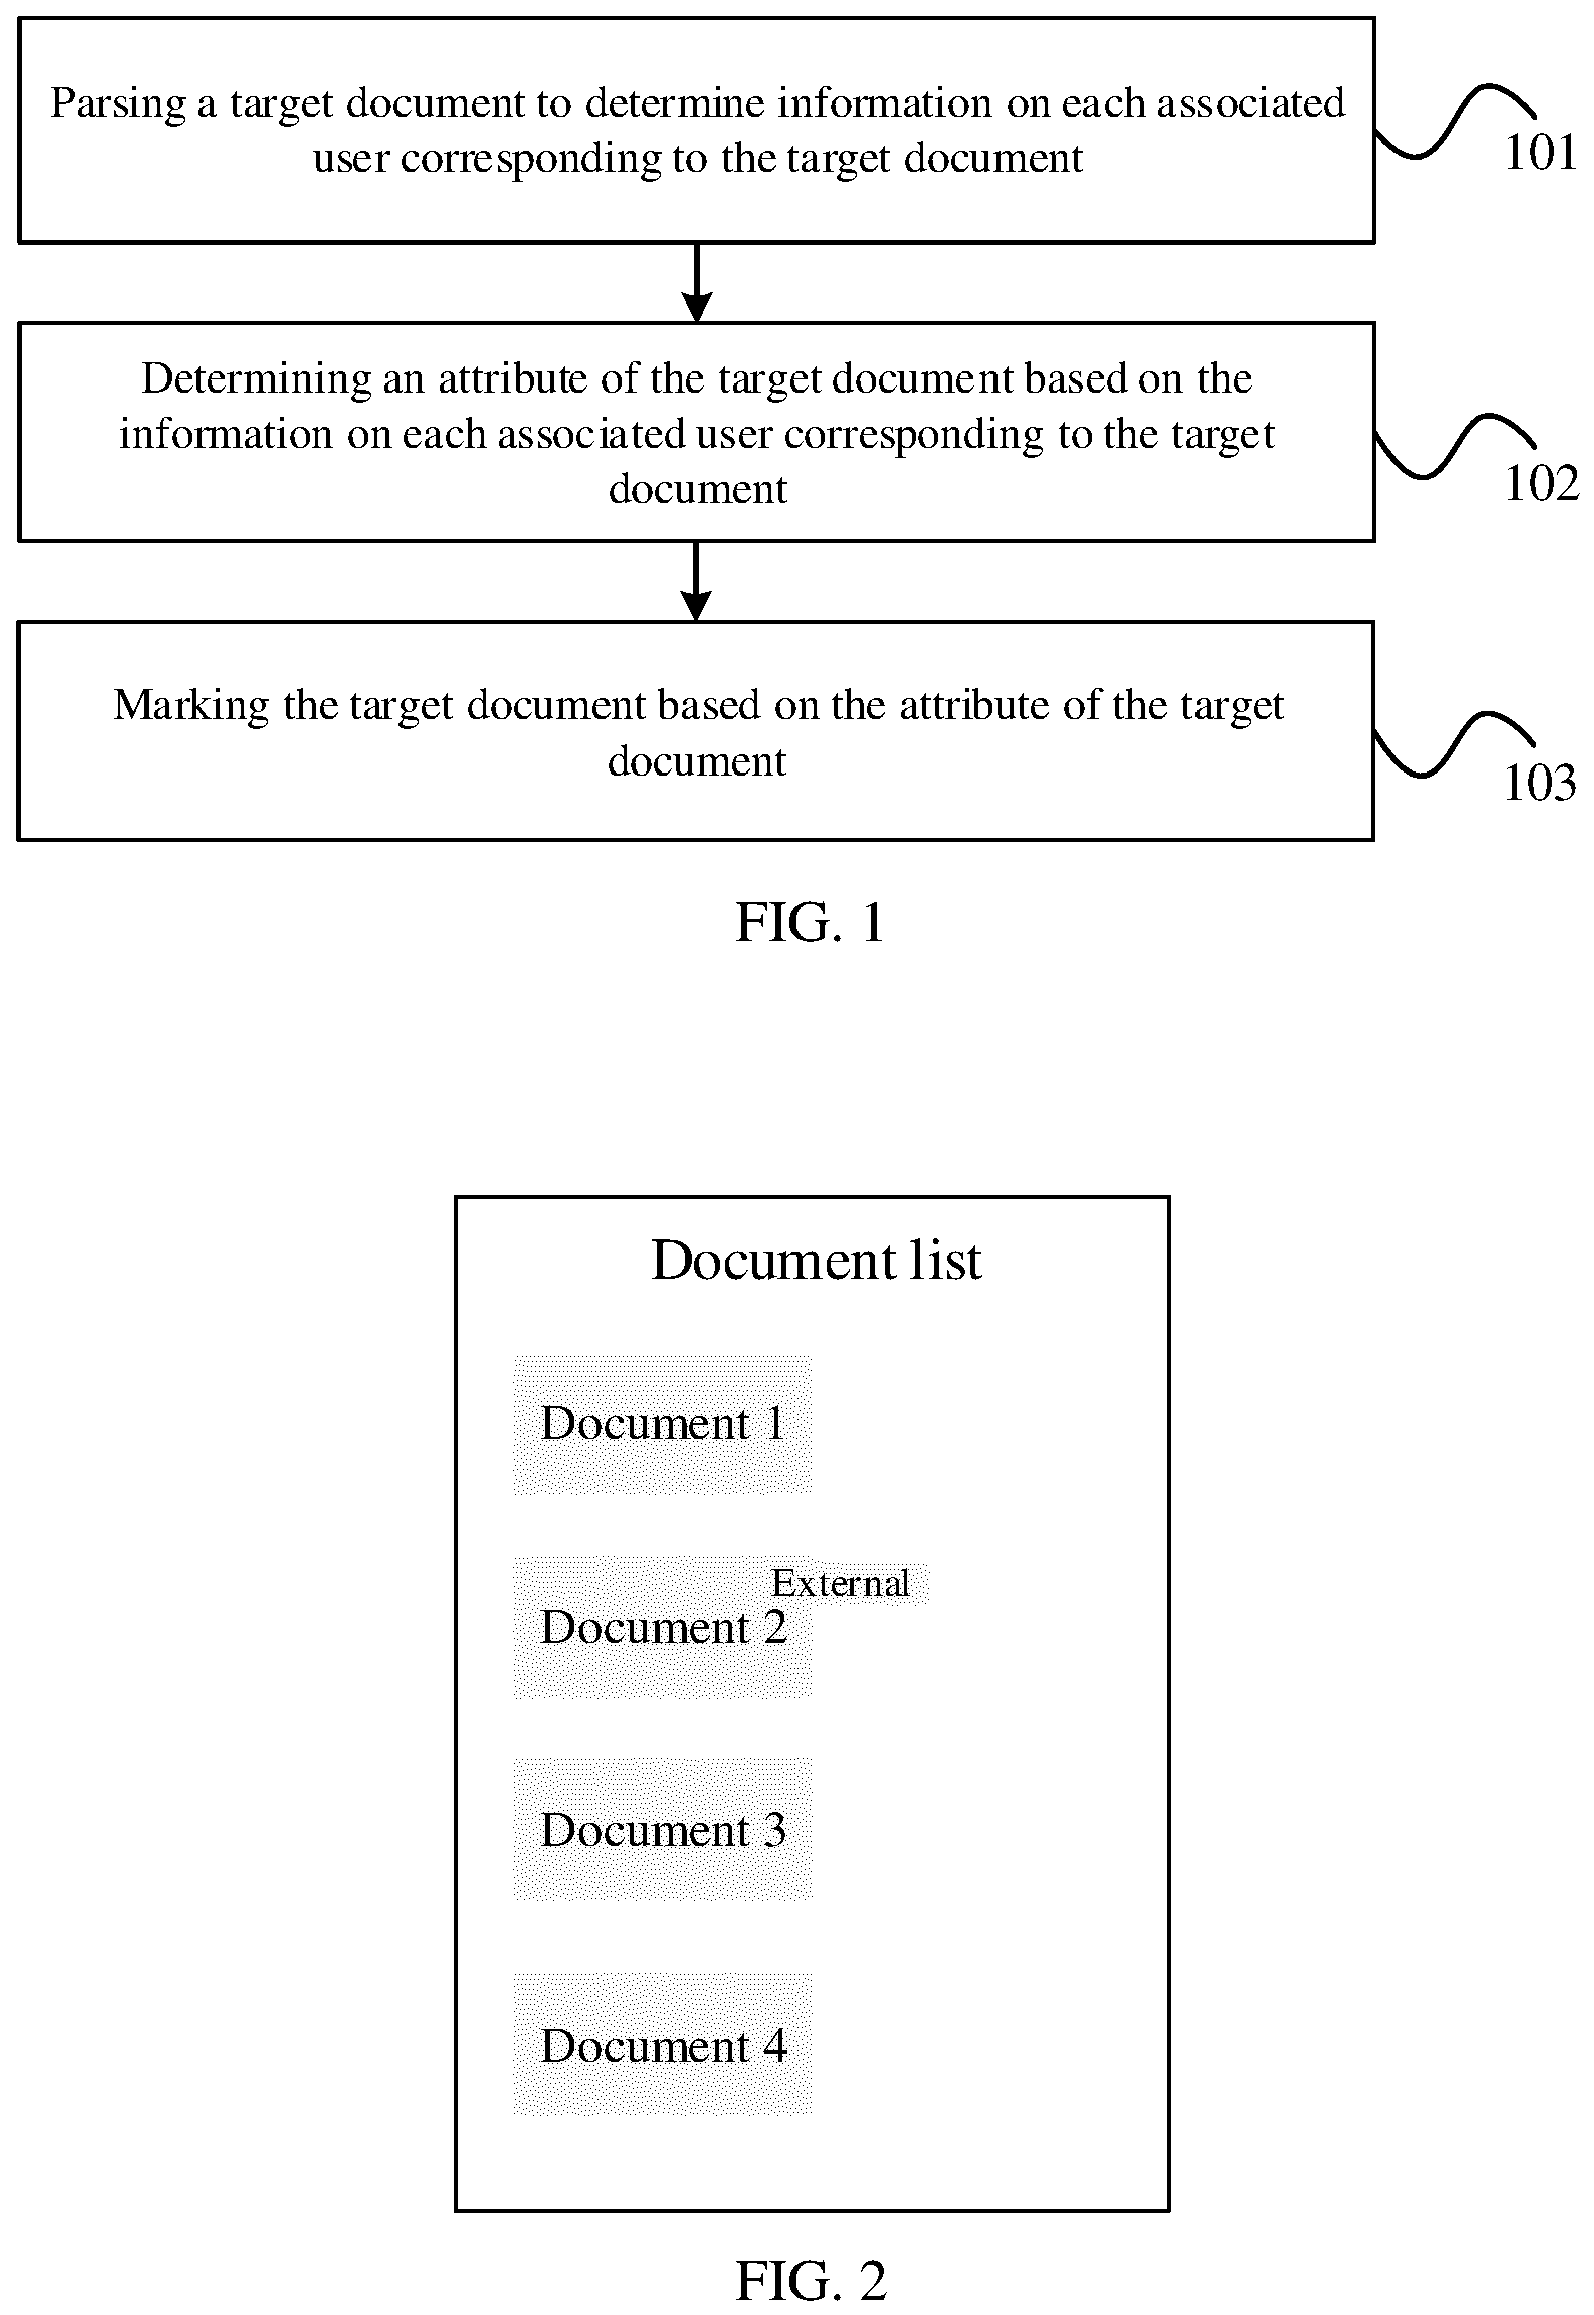 Parsing a target document to determine information on each associated
user corresponding to the target document
101
Determining an attribute of the target document based on the
information on each associated user corresponding to the target
document
102
Marking the target document based on the attribute of the target
document
103
FIG. 1
Document list
Document 1
External
Document 2
Document 3
Document 4
FIG. 2